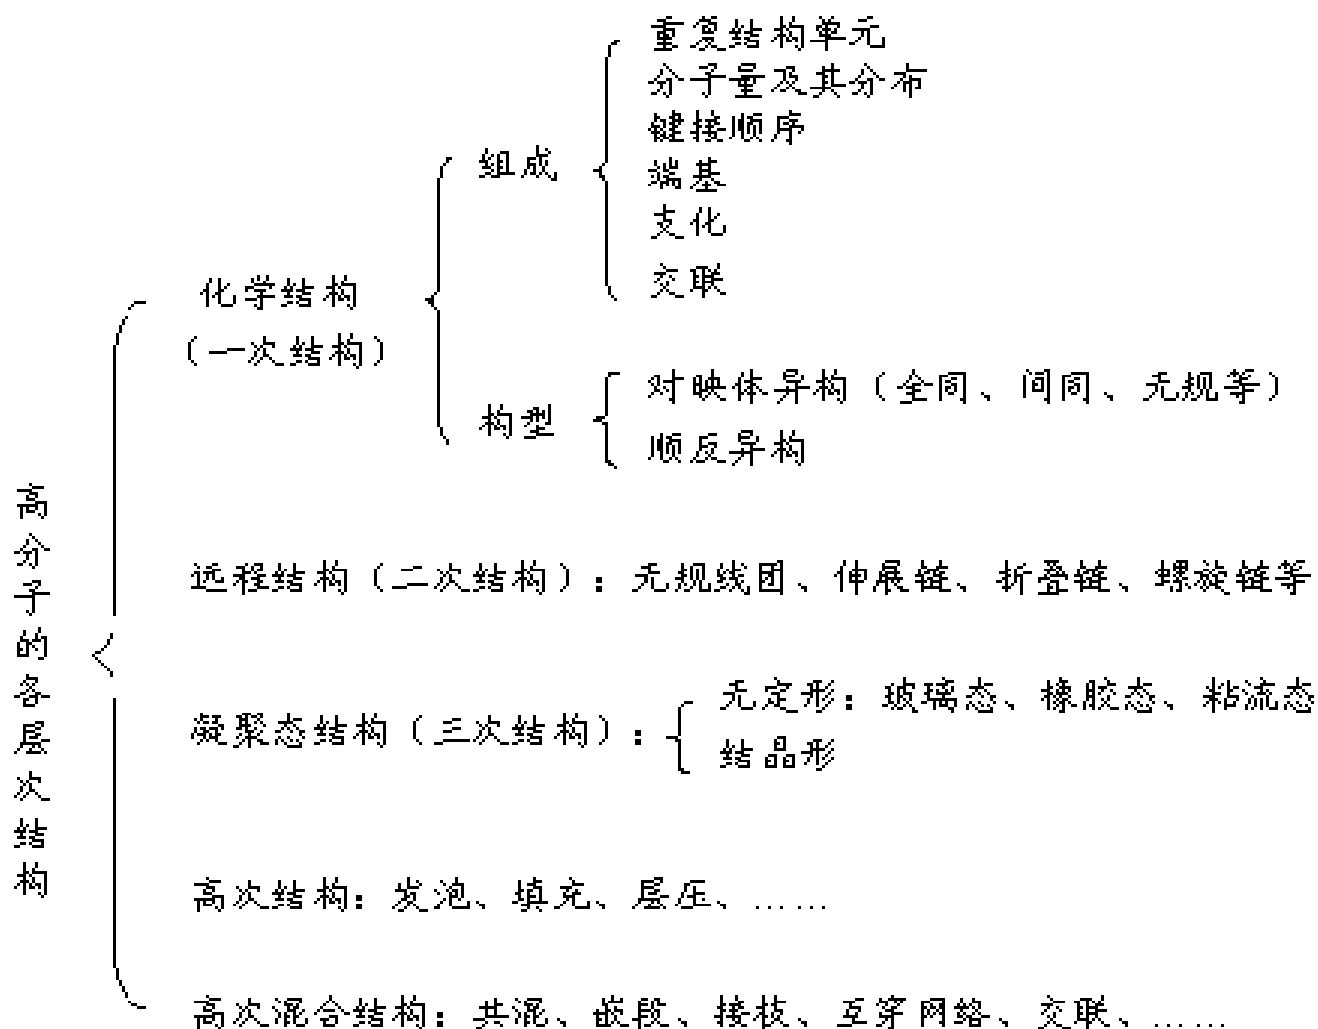 高分子的各层次结构
化学结构
（一次结构）
组成
重复结构单元
分子量及其分布
键接顺序
端基
支化
交联
构型
对映体异构（全同、间同、无规等）
顺反异构
远程结构（二次结构）：无规线团、伸展链、折叠链、螺旋链等
凝聚态结构（三次结构）：
无定形：玻璃态、橡胶态、粘流态
结晶形
高次结构：发泡、填充、层压、……
高次混合结构：共混、嵌段、接枝、互穿网络、交联、……